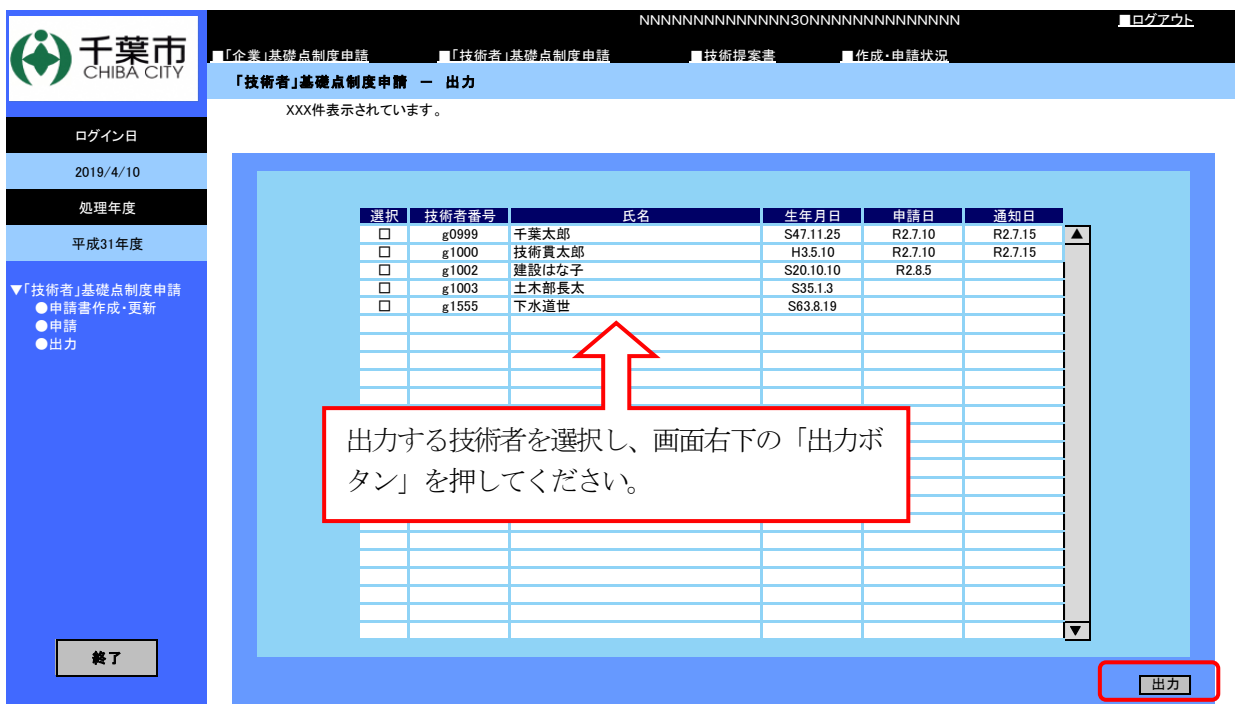 NNNNNNNNNNNNNN30NNNNNNNNNNNNNN ■ログアウト
千葉市
CHIBA CITY
■「企業」基礎点制度申請 ■「技術者」基礎点制度申請 ■技術提案書 ■作成・申請状況
「技術者」基礎点制度申請 － 出力
XXX件表示されています。
ログイン日
2019/4/10
処理年度
平成31年度
▼「技術者」基礎点制度申請
●申請書作成・更新
●申請
●出力
終了
選択 技術者番号 氏名 生年月日 申請日 通知日
□ g0999 千葉太郎 S47.11.25 R2.7.10 R2.7.15 ▲
□ g1000 技術貫太郎 H3.5.10 R2.7.10 R2.7.15
□ g1002 建設はな子 S20.10.10 R2.8.5
□ g1003 土木部長太 S35.1.3
□ g1555 下水道世 S63.8.19
出力する技術者を選択し、画面右下の「出力ボ
タン」を押してください。
▼
出力